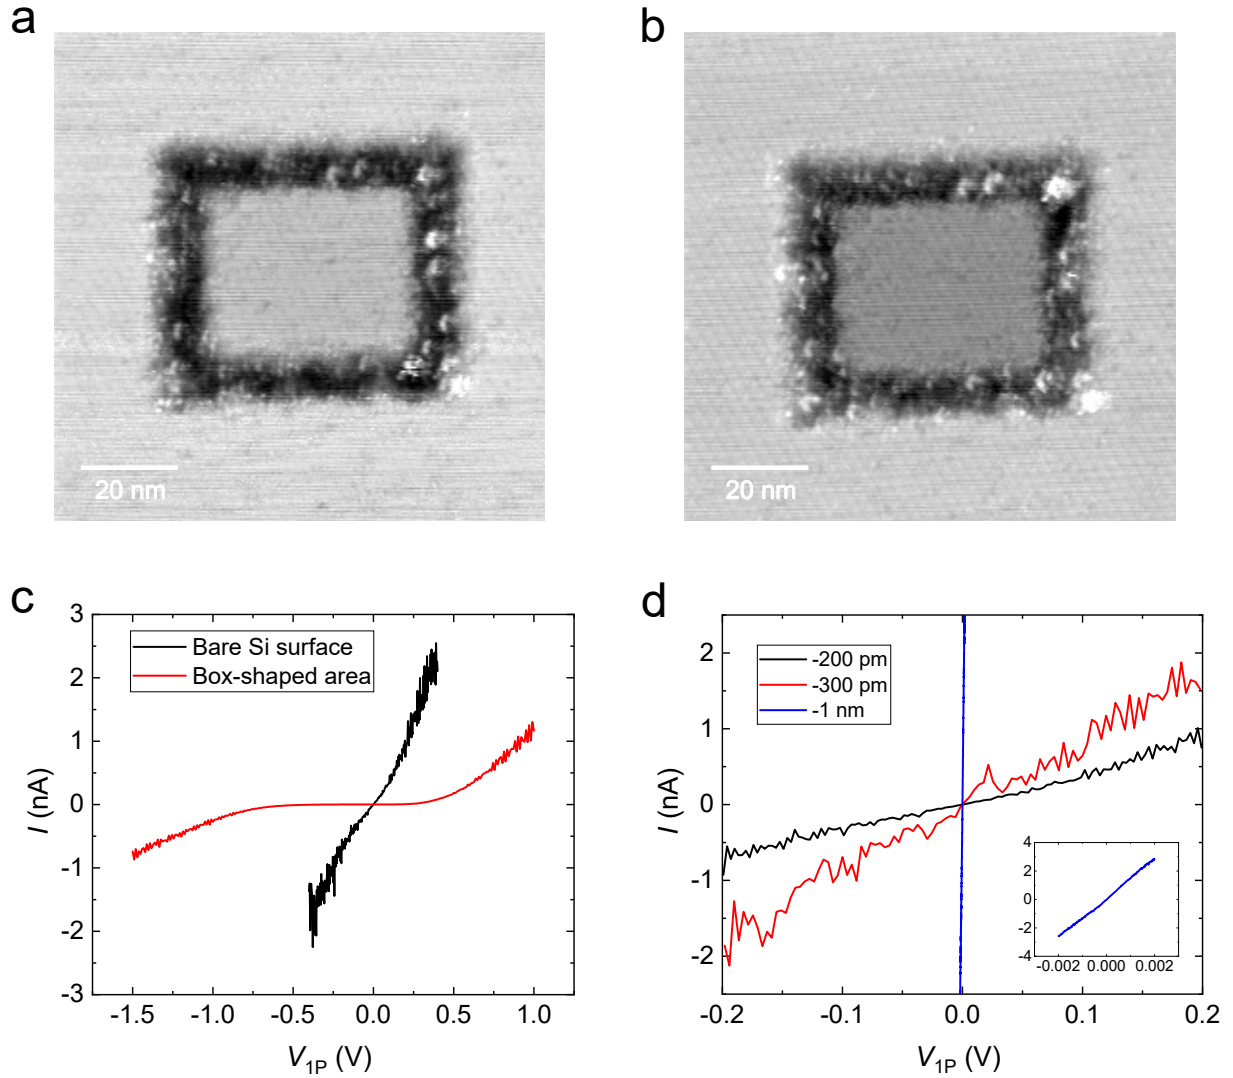 a
b
20 nm
20 nm
c
d
3
2
1
0
-1
-2
-3
I (nA)
Bare Si surface
Box-shaped area
-1.5
-1.0
-0.5
0.0
0.5
1.0
V1P (V)
2
1
0
-1
-2
I (nA)
-200 pm
-300 pm
-1 nm
4
2
0
-2
-4
-0.002
0.000
0.002
-0.2
-0.1
0.0
0.1
0.2
V1P (V)